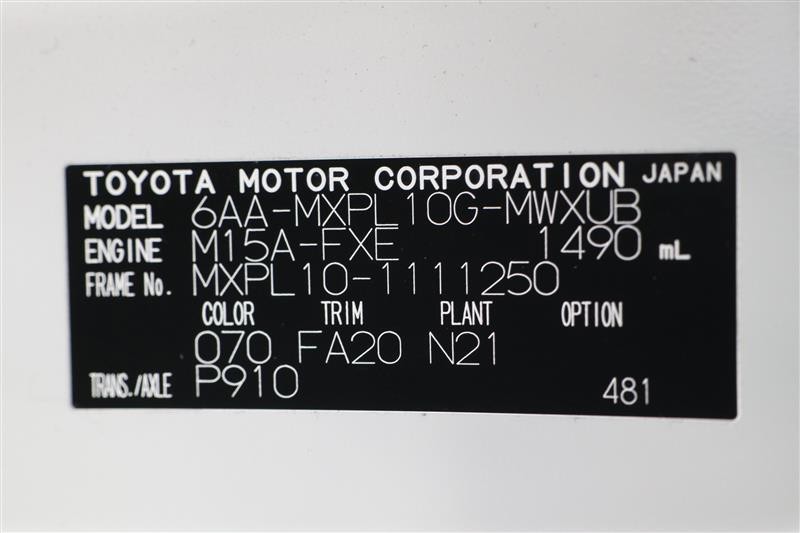 TOYOTA MOTOR CORPORATION JAPAN
MODEL 6AA-MXPL10G-MWXUB
ENGINE M15A-FXE 1490 mL
FRAME No. MXPL10-1111250
COLOR TRIM PLANT OPTION
070 FA20 N21
TRANS./AXLE P910 481